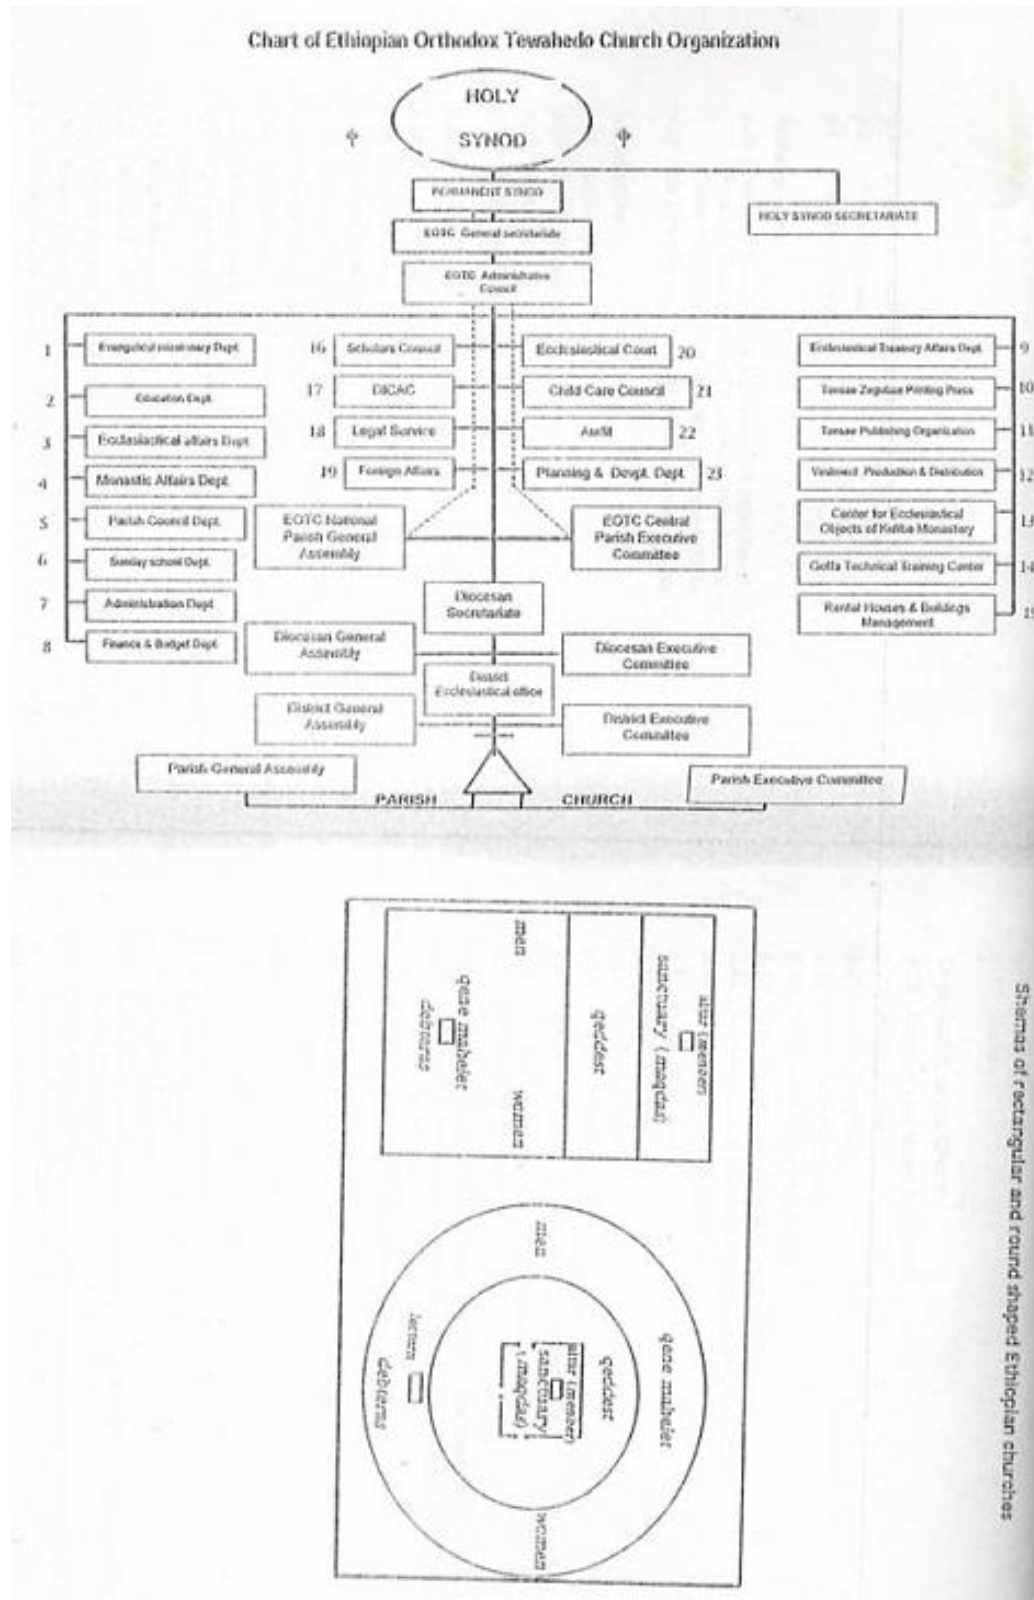 Chart of Ethiopian Orthodox Tewahedo Church Organization
HOLY
SYNOD
PERMANENT SYNOD
HOLY SYNOD SECRETARIATE
EOTC General secretariate
EOTC Administrative
Council
1
Evangelical missionary Dept.
2
Education Dept.
3
Ecclesiastical affairs Dept
4
Monastic Affairs Dept.
5
Parish Council Dept.
6
Sunday school Dept.
7
Administration Dept
8
Finance & Budget Dept.
16
Scholars Council
17
DICAC
18
Legal Service
19
Foreign Affairs
Ecclesiastical Court
20
Child Care Council
21
Audit
22
Planning & Devpt. Dept.
23
Ecclesiastical Treasury Affairs Dept.
9
Tensae Zegubae Printing Press
10
Tensae Publishing Organization
11
Vestment Production & Distribution
12
Center for Ecclesiastical
Objects of Kulba Monastery
13
Gofta Technical Training Center
14
Rental Houses & Buildings
Management
15
EOTC National
Parish General
Assembly
EOTC Central
Parish Executive
Committee
Diocesan
Secretariate
Diocesan General
Assembly
Diocesan Executive
Committee
District
Ecclesiastical office
District General
Assembly
District Executive
Committee
Parish General Assembly
Parish Executive Committee
PARISH
CHURCH
Shemas of rectangular and round shaped Ethiopian churches
altar (menber)
sanctuary (maqdas)
qeddest
men
women
qene mahelet
debteras
qene mahelet
qeddest
altar (menber)
sanctuary
(maqdas)
men
women
debteras